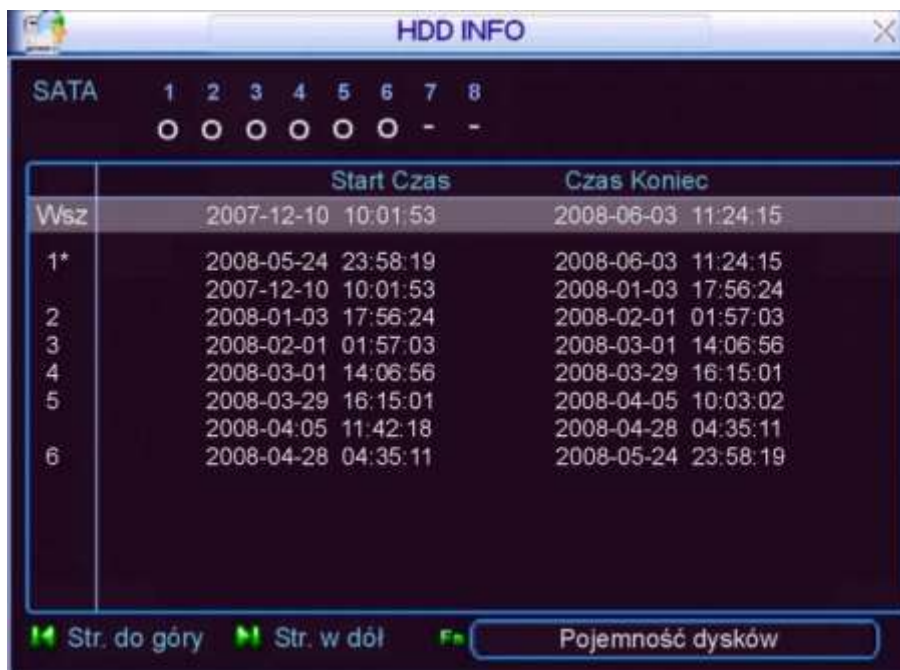 HDD INFO
SATA 1 2 3 4 5 6 7 8
O O O O O O - -
Start Czas Czas Koniec
Wsz 2007-12-10 10:01:53 2008-06-03 11:24:15
1* 2008-05-24 23:58:19 2008-06-03 11:24:15
2007-12-10 10:01:53 2008-01-03 17:56:24
2 2008-01-03 17:56:24 2008-02-01 01:57:03
3 2008-02-01 01:57:03 2008-03-01 14:06:56
4 2008-03-01 14:06:56 2008-03-29 16:15:01
5 2008-03-29 16:15:01 2008-04-05 10:03:02
2008-04:05 11:42:18 2008-04-28 04:35:11
6 2008-04-28 04:35:11 2008-05-24 23:58:19
Str. do góry Str. w dół Fn Pojemność dysków